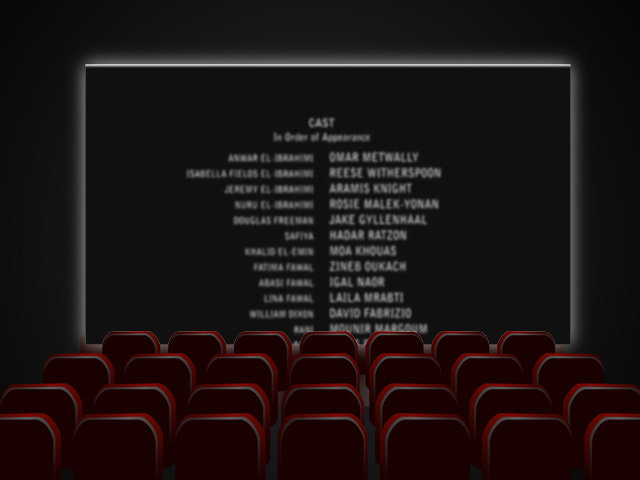 CAST
In Order of Appearance
ANWAR EL-IBRAHIMI OMAR METWALLY
ISABELLA FIELDS EL-IBRAHIMI REESE WITHERSPOON
JEREMY EL-IBRAHIMI ARAMIS KNIGHT
NURU EL-IBRAHIMI ROSIE MALEK-YONAN
DOUGLAS FREEMAN JAKE GYLLENHAAL
SAFIYA HADAR RATZON
KHALID EL-EMIN MOA KHOUAS
FATIMA FAWAL ZINEB OUKACH
ABASI FAWAL IGAL NAOR
LINA FAWAL LAILA MRABTI
WILLIAM DIXON DAVID FABRIZIO
RANI MOUNIR MARGOUM